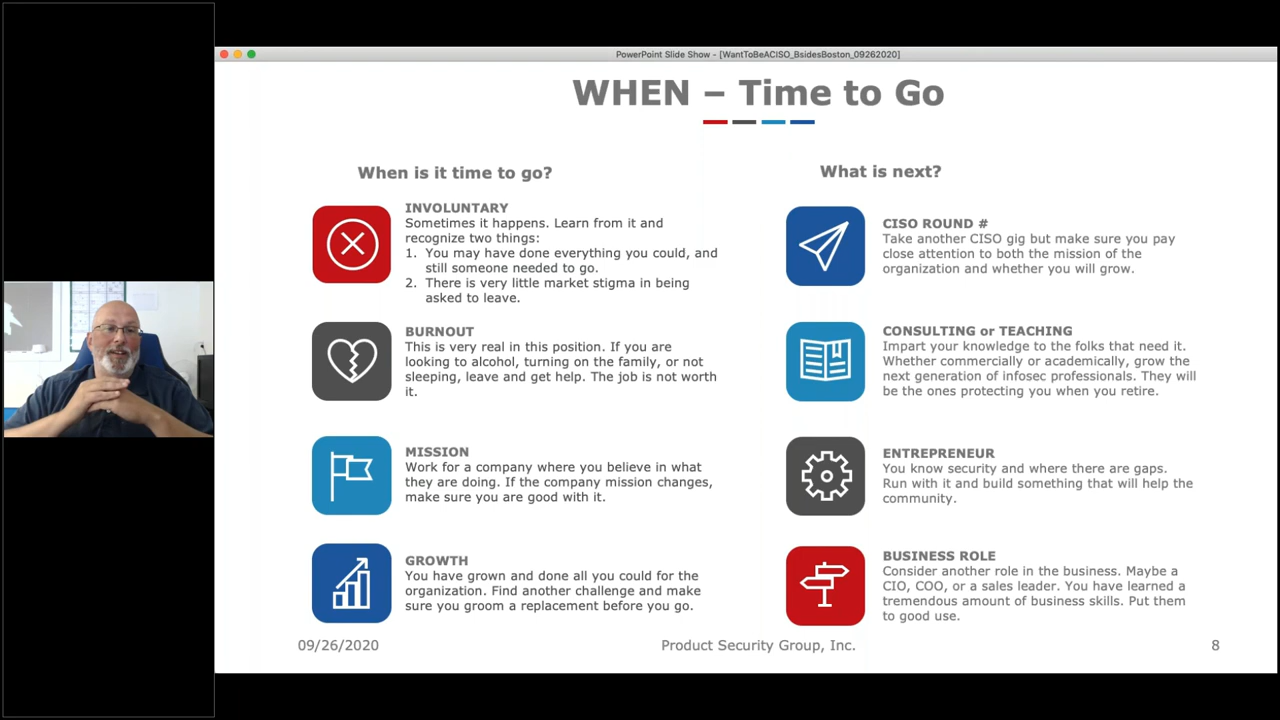 PowerPoint Slide Show - [WantToBeACISO_BsidesBoston_09262020]
WHEN – Time to Go
When is it time to go?
INVOLUNTARY
Sometimes it happens. Learn from it and
recognize two things:
1. You may have done everything you could, and
still someone needed to go.
2. There is very little market stigma in being
asked to leave.
BURNOUT
This is very real in this position. If you are
looking to alcohol, turning on the family, or not
sleeping, leave and get help. The job is not worth
it.
MISSION
Work for a company where you believe in what
they are doing. If the company mission changes,
make sure you are good with it.
GROWTH
You have grown and done all you could for the
organization. Find another challenge and make
sure you groom a replacement before you go.
What is next?
CISO ROUND #
Take another CISO gig but make sure you pay
close attention to both the mission of the
organization and whether you will grow.
CONSULTING or TEACHING
Impart your knowledge to the folks that need it.
Whether commercially or academically, grow the
next generation of infosec professionals. They will
be the ones protecting you when you retire.
ENTREPRENEUR
You know security and where there are gaps.
Run with it and build something that will help the
community.
BUSINESS ROLE
Consider another role in the business. Maybe a
CIO, COO, or a sales leader. You have learned a
tremendous amount of business skills. Put them
to good use.
09/26/2020
Product Security Group, Inc.
8